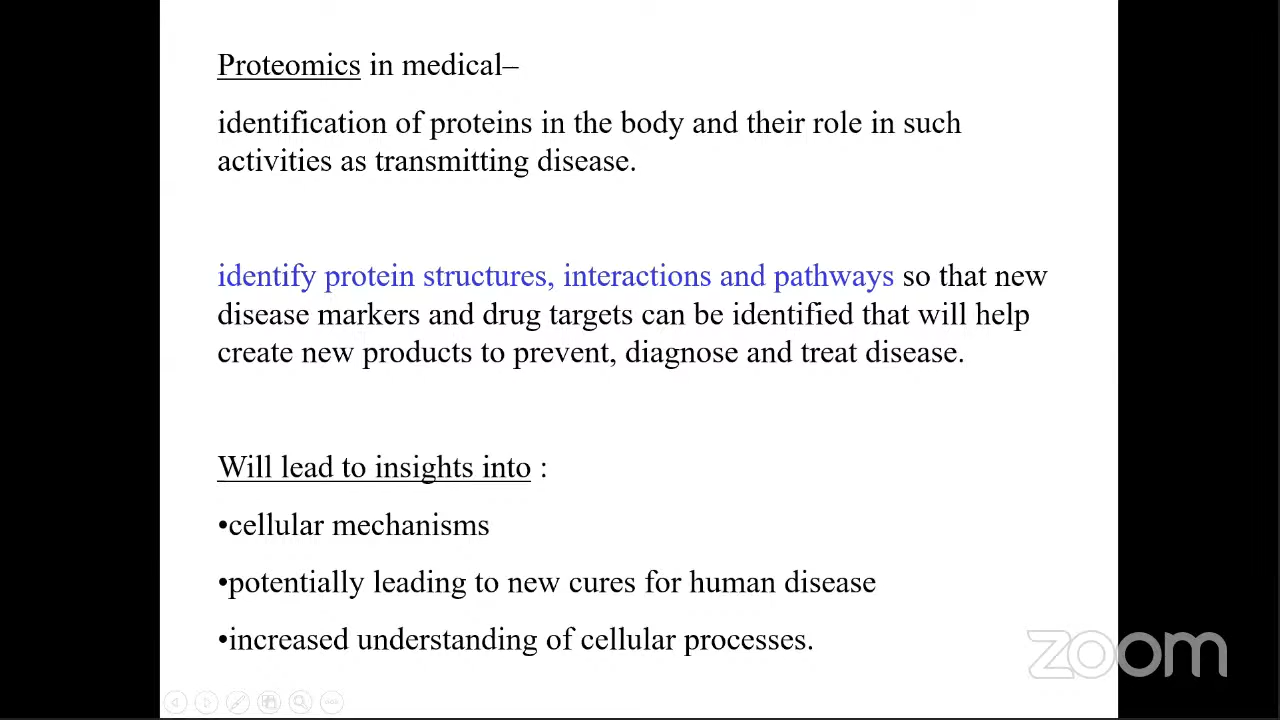 Proteomics in medical–
identification of proteins in the body and their role in such
activities as transmitting disease.
identify protein structures, interactions and pathways so that new
disease markers and drug targets can be identified that will help
create new products to prevent, diagnose and treat disease.
Will lead to insights into :
•cellular mechanisms
•potentially leading to new cures for human disease
•increased understanding of cellular processes.
zoom